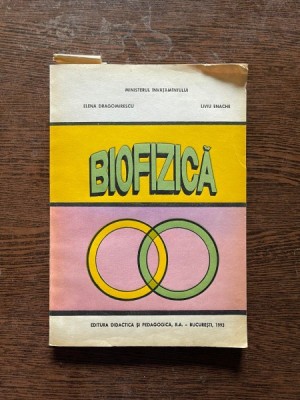 MINISTERUL ÎNVĂȚĂMÂNTULUI
ELENA DRAGOMIRESCU LIVIU ENACHE
BIOFIZICĂ
EDITURA DIDACTICĂ ȘI PEDAGOGICĂ, R.A. – BUCUREȘTI, 1993